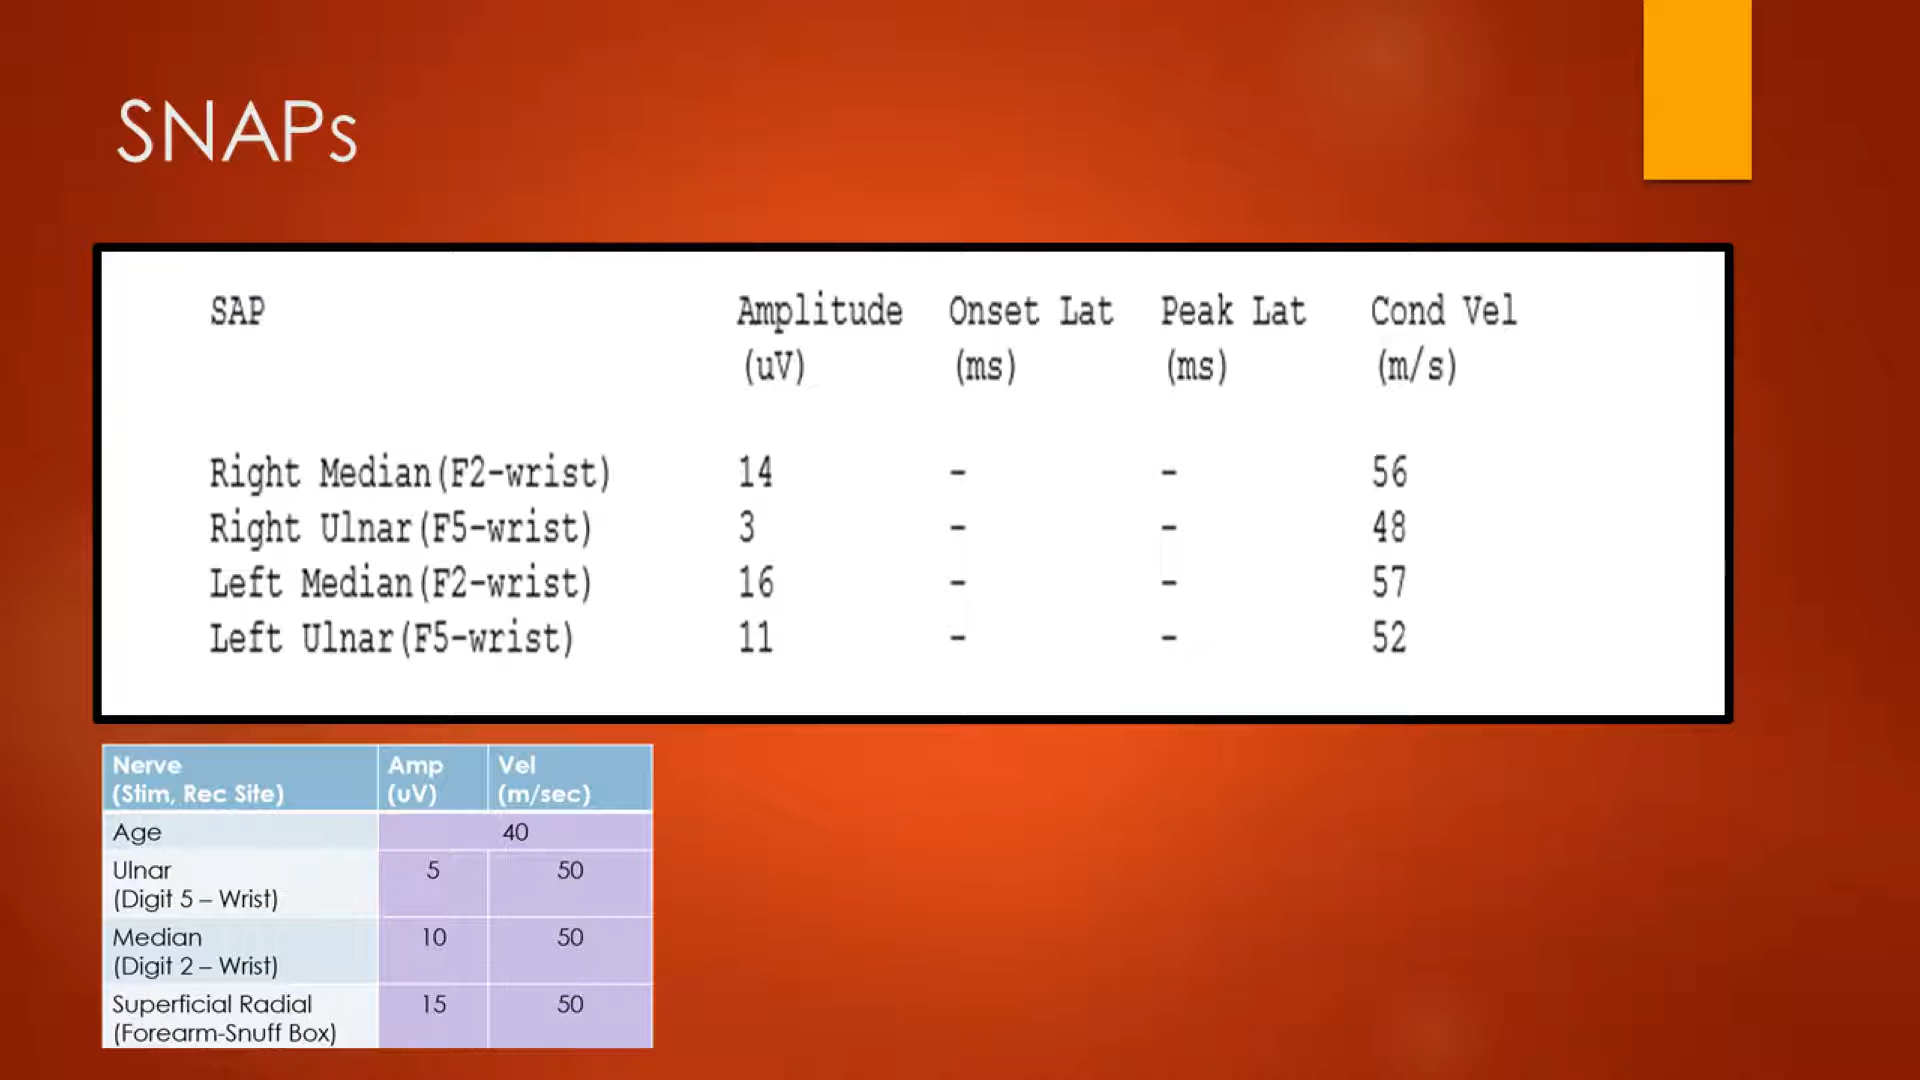 SNAPs
SAP Amplitude Onset Lat Peak Lat Cond Vel
(uV) (ms) (ms) (m/s)
Right Median(F2-wrist) 14 - - 56
Right Ulnar(F5-wrist) 3 - - 48
Left Median(F2-wrist) 16 - - 57
Left Ulnar(F5-wrist) 11 - - 52
Nerve Amp Vel
(Stim, Rec Site) (uV) (m/sec)
Age 40
Ulnar 5 50
(Digit 5 – Wrist)
Median 10 50
(Digit 2 – Wrist)
Superficial Radial 15 50
(Forearm-Snuff Box)